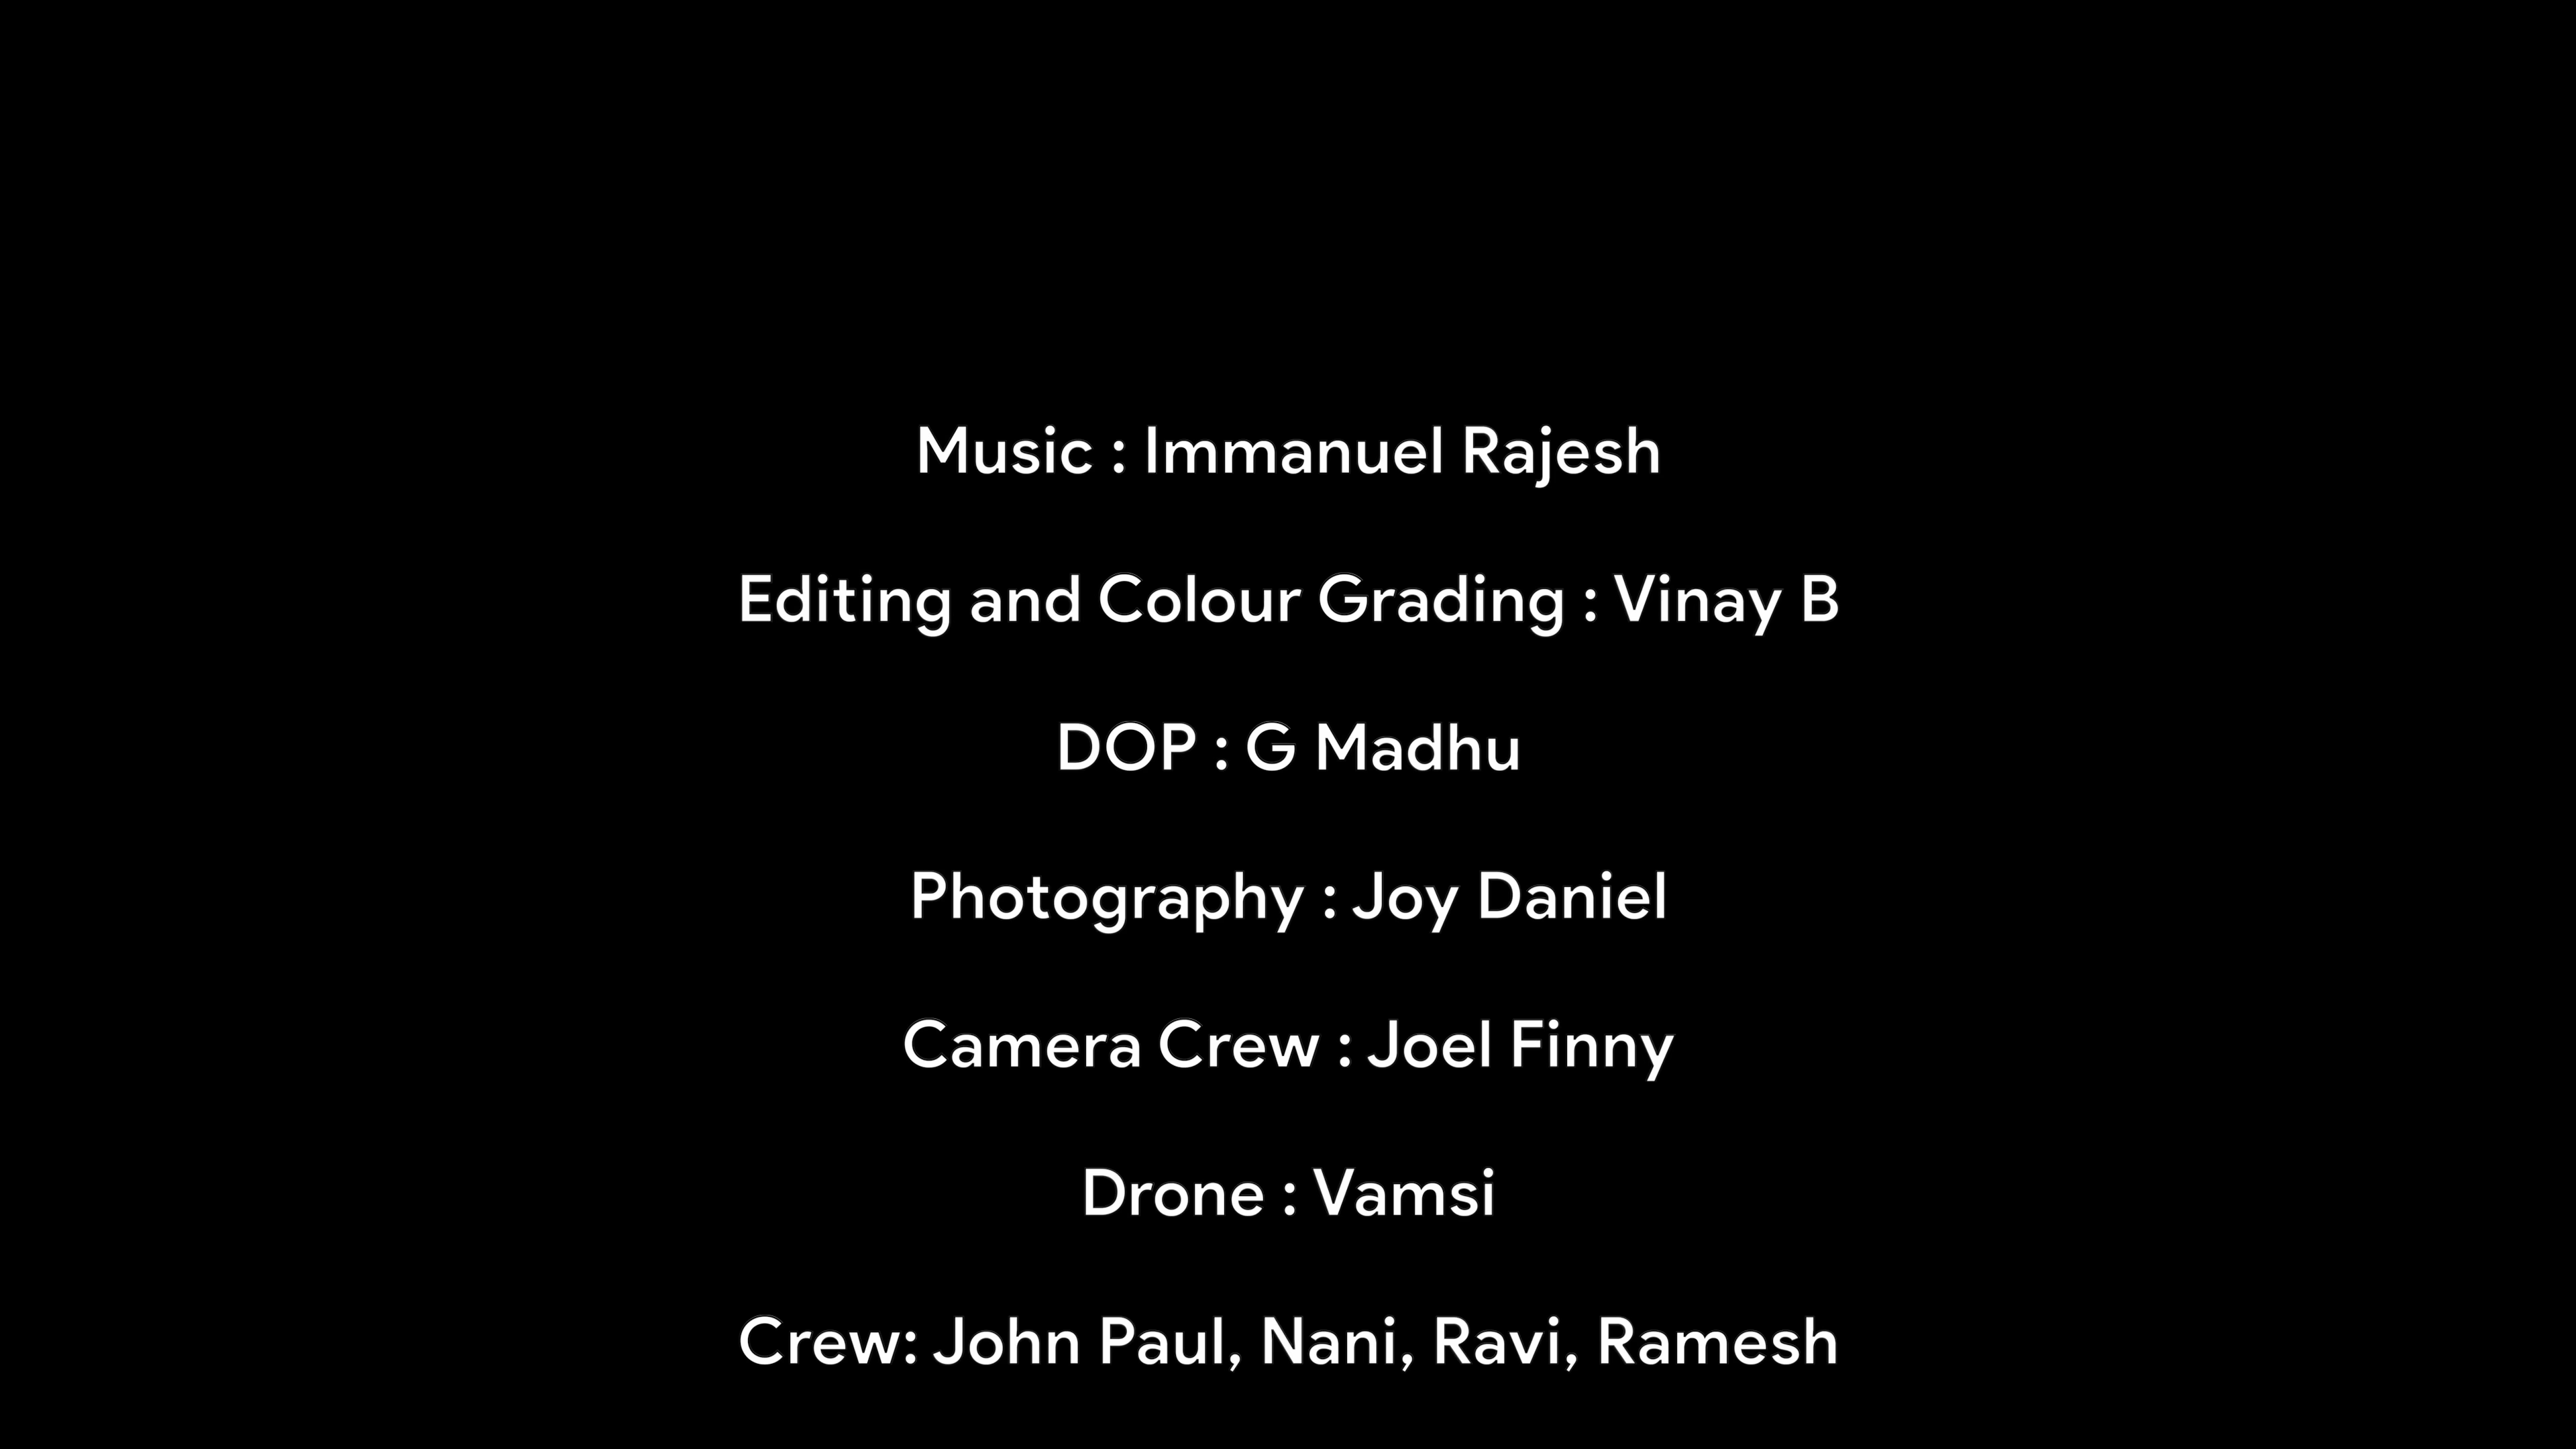 Music : Immanuel Rajesh
Editing and Colour Grading : Vinay B
DOP : G Madhu
Photography : Joy Daniel
Camera Crew : Joel Finny
Drone : Vamsi
Crew: John Paul, Nani, Ravi, Ramesh